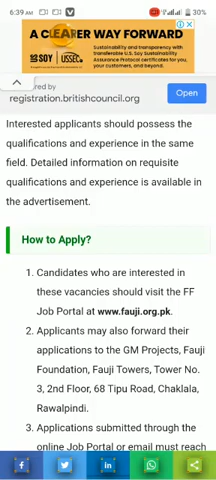 6:39 AM
30%
A CLEARER WAY FORWARD
Sustainability and transparency with
transferable U.S. Soy Sustainability
Assurance Protocol certificates for you,
your customers, and beyond.
SOY USSEC
red by
registration.britishcouncil.org
Open
Interested applicants should possess the
qualifications and experience in the same
field. Detailed information on requisite
qualifications and experience is available in
the advertisement.
How to Apply?
1. Candidates who are interested in
these vacancies should visit the FF
Job Portal at www.fauji.org.pk.
2. Applicants may also forward their
applications to the GM Projects, Fauji
Foundation, Fauji Towers, Tower No.
3, 2nd Floor, 68 Tipu Road, Chaklala,
Rawalpindi.
3. Applications submitted through the
online Job Portal or email must reach